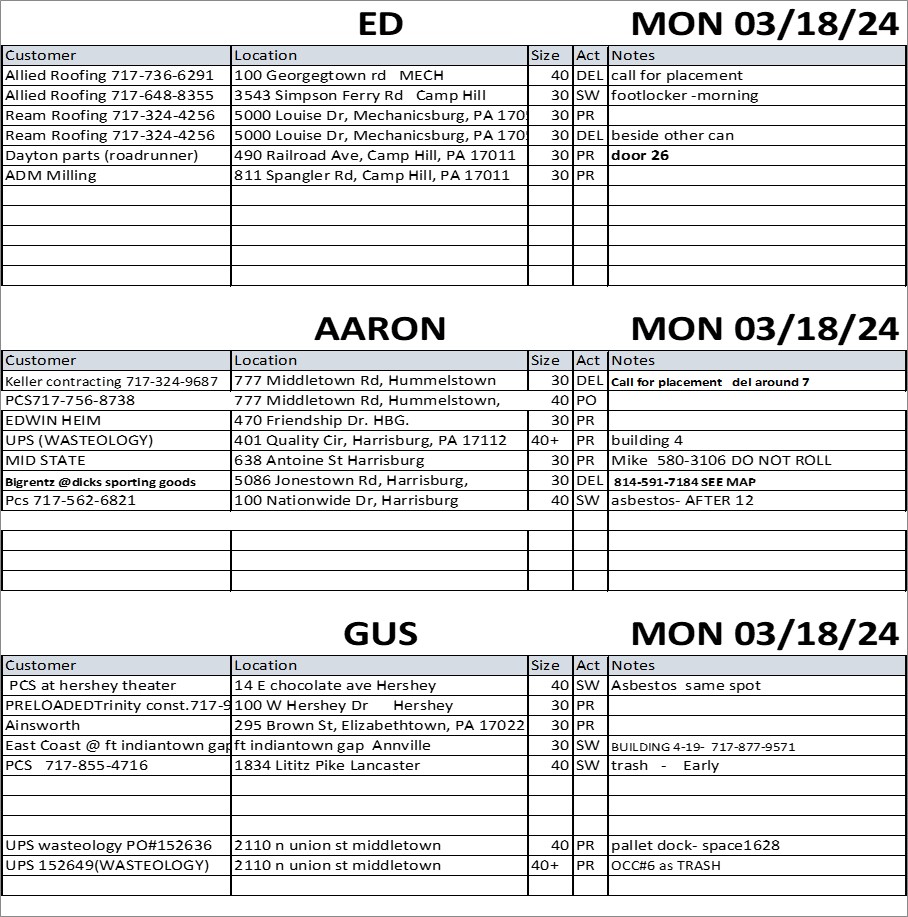 ED MON 03/18/24
Customer Location Size Act Notes
Allied Roofing 717-736-6291 100 Georgegtown rd MECH 40 DEL call for placement
Allied Roofing 717-648-8355 3543 Simpson Ferry Rd Camp Hill 30 SW footlocker -morning
Ream Roofing 717-324-4256 5000 Louise Dr, Mechanicsburg, PA 170 30 PR
Ream Roofing 717-324-4256 5000 Louise Dr, Mechanicsburg, PA 170 30 DEL beside other can
Dayton parts (roadrunner) 490 Railroad Ave, Camp Hill, PA 17011 30 PR door 26
ADM Milling 811 Spangler Rd, Camp Hill, PA 17011 30 PR
AARON MON 03/18/24
Customer Location Size Act Notes
Keller contracting 717-324-9687 777 Middletown Rd, Hummelstown 30 DEL Call for placement del around 7
PCS717-756-8738 777 Middletown Rd, Hummelstown, 40 PO
EDWIN HEIM 470 Friendship Dr. HBG. 30 PR
UPS (WASTEOLOGY) 401 Quality Cir, Harrisburg, PA 17112 40+ PR building 4
MID STATE 638 Antoine St Harrisburg 30 PR Mike 580-3106 DO NOT ROLL
Bigrentz @dicks sporting goods 5086 Jonestown Rd, Harrisburg, 30 DEL 814-591-7184 SEE MAP
Pcs 717-562-6821 100 Nationwide Dr, Harrisburg 40 SW asbestos- AFTER 12
GUS MON 03/18/24
Customer Location Size Act Notes
PCS at hershey theater 14 E chocolate ave Hershey 40 SW Asbestos same spot
PRELOADEDTrinity const.717-9 100 W Hershey Dr Hershey 30 PR
Ainsworth 295 Brown St, Elizabethtown, PA 17022 30 PR
East Coast @ ft indiantown gap ft indiantown gap Annville 30 SW BUILDING 4-19- 717-877-9571
PCS 717-855-4716 1834 Lititz Pike Lancaster 40 SW trash - Early
UPS wasteology PO#152636 2110 n union st middletown 40 PR pallet dock- space1628
UPS 152649(WASTEOLOGY) 2110 n union st middletown 40+ PR OCC#6 as TRASH